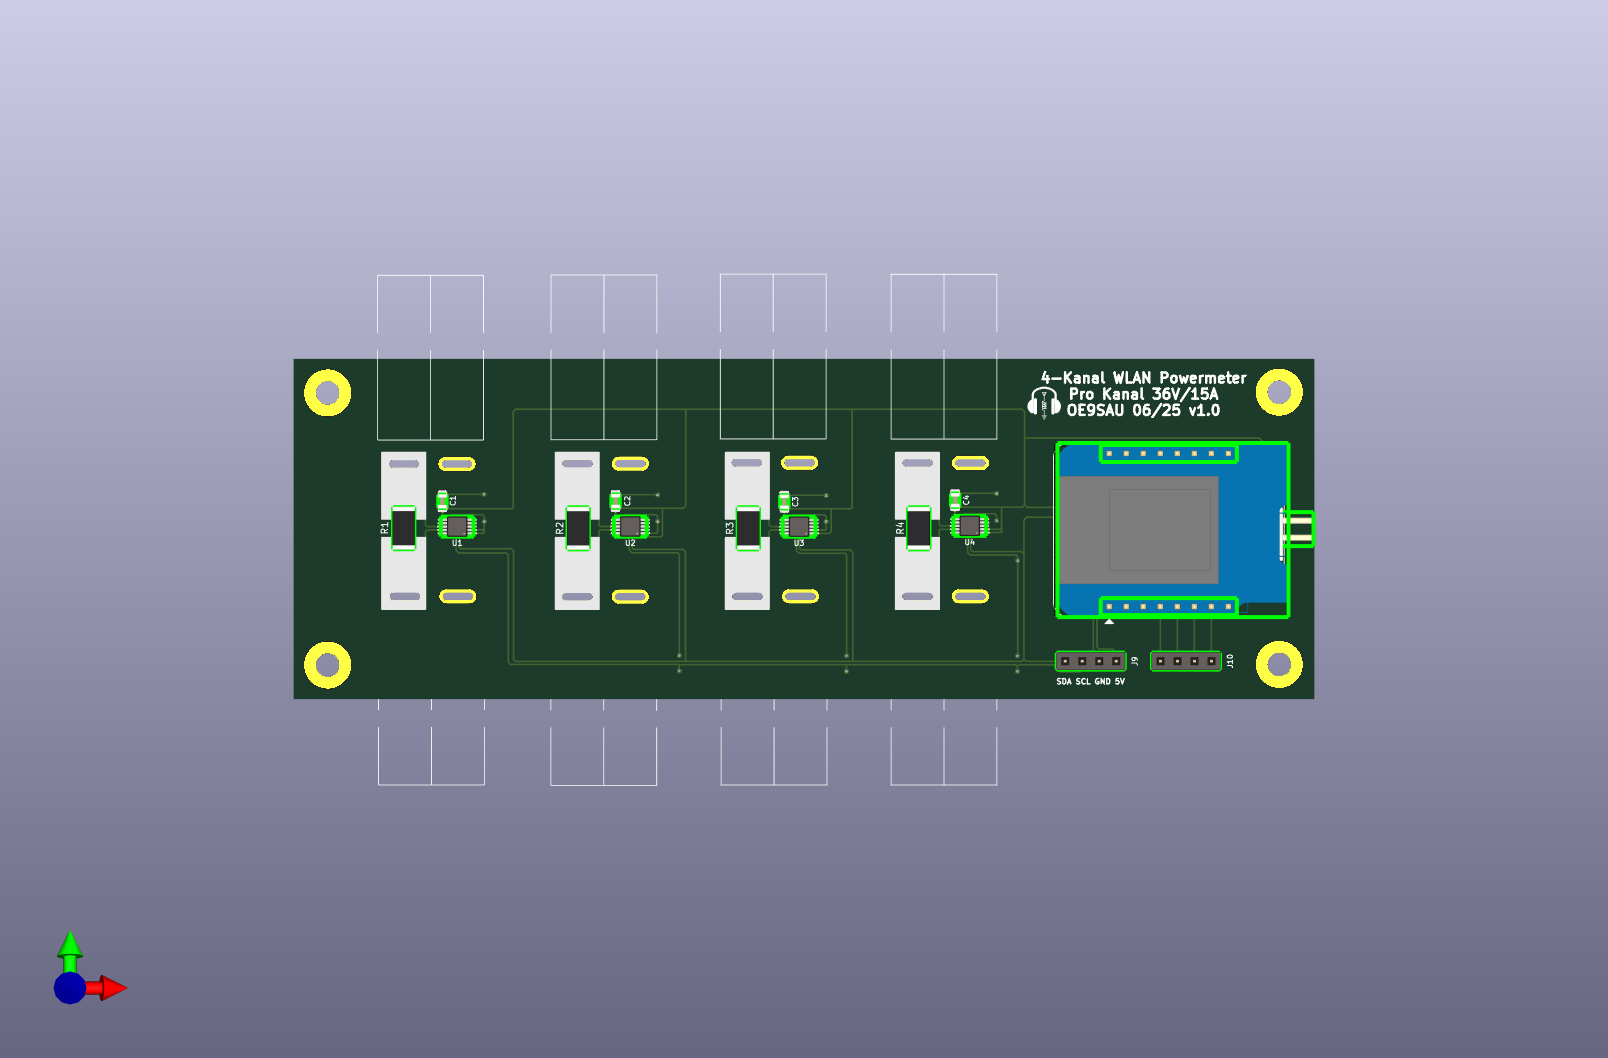 4-Kanal WLAN Powermeter
Pro Kanal 36V/15A
OE9SAU 06/25 v1.0
C1
C2
C3
C4
R1
U1
R2
U2
R3
U3
R4
U4
J9
J10
SDA SCL GND 5V